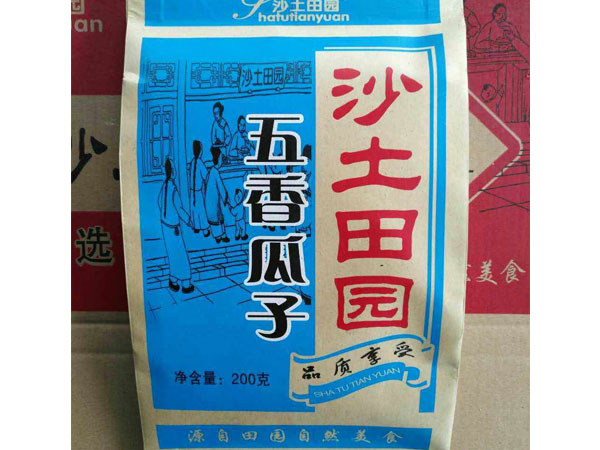 沙土田园
hafutianyuan
沙土田园
五香瓜子
沙土田园
品质享受
SHA TU TIAN YUAN
净含量：200克
源自田园自然美食
选
美食